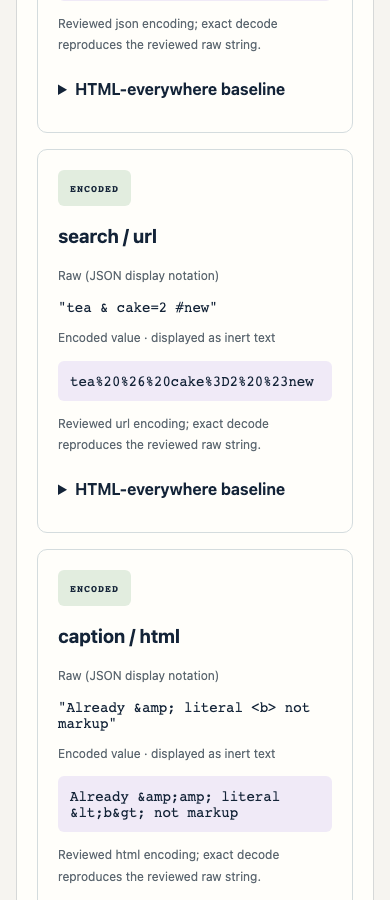 Reviewed json encoding; exact decode
reproduces the reviewed raw string.
HTML-everywhere baseline
ENCODED
search / url
Raw (JSON display notation)
"tea & cake=2 #new"
Encoded value · displayed as inert text
tea%20%26%20cake%3D2%20%23new
Reviewed url encoding; exact decode
reproduces the reviewed raw string.
HTML-everywhere baseline
ENCODED
caption / html
Raw (JSON display notation)
"Already &amp; literal <b> not
markup"
Encoded value · displayed as inert text
Already &amp;amp; literal
&lt;b&gt; not markup
Reviewed html encoding; exact decode
reproduces the reviewed raw string.